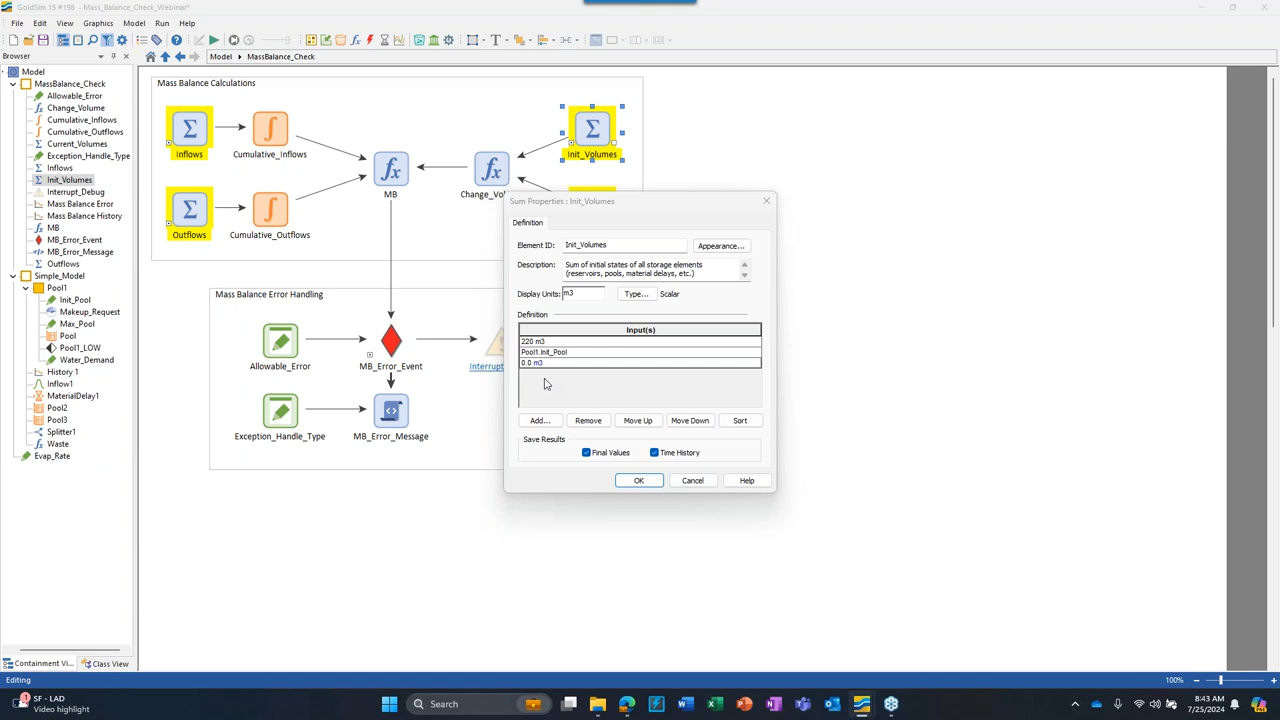 GoldSim 15 #198 - Mass_Balance_Check_Webinar*
File Edit View Graphics Model Run Help
Browser
Model
MassBalance_Check
Mass Balance Calculations
Model
MassBalance_Check
Allowable_Error
Change_Volume
Cumulative_Inflows
Cumulative_Outflows
Current_Volumes
Exception_Handle_Type
Inflows
Init_Volumes
Interrupt_Debug
Mass Balance Error
Mass Balance History
MB
MB_Error_Event
MB_Error_Message
Outflows
Simple_Model
Pool1
Init_Pool
Makeup_Request
Max_Pool
Pool
Pool1_LOW
Water_Demand
History 1
Inflow1
MaterialDelay1
Pool2
Pool3
Splitter1
Waste
Evap_Rate
Inflows
Cumulative_Inflows
Init_Volumes
MB
Change_Vo
Outflows
Cumulative_Outflows
Mass Balance Error Handling
Allowable_Error
MB_Error_Event
Interrupt
Exception_Handle_Type
MB_Error_Message
Sum Properties : Init_Volumes
Definition
Element ID: Init_Volumes Appearance...
Description: Sum of initial states of all storage elements
(reservoirs, pools, material delays, etc.)
Display Units: m3 Type... Scalar
Definition
Input(s)
220 m3
Pool1.Init_Pool
0.0 m3
Add... Remove Move Up Move Down Sort
Save Results
Final Values Time History
OK Cancel Help
Containment Vi... Class View
Editing 100%
1 SF - LAD
Video highlight
Search
8:43 AM
7/25/2024